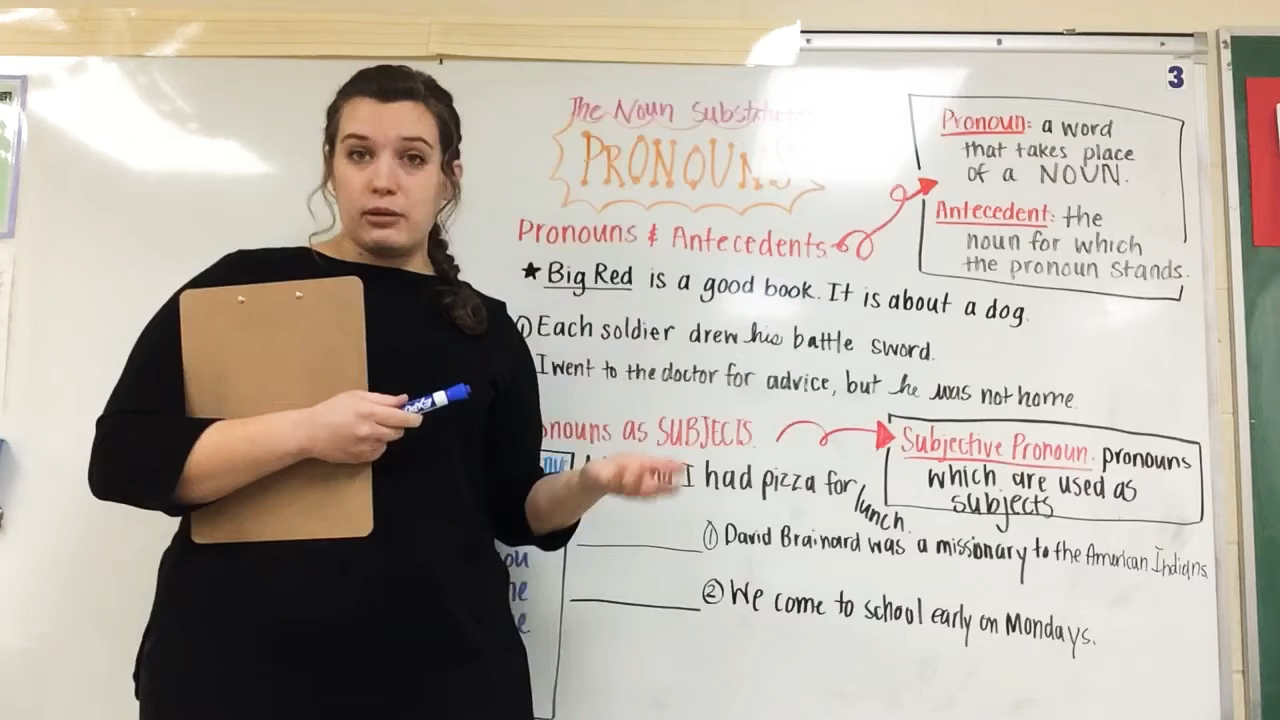 3
The Noun Substitutes
PRONOUNS
Pronoun: a word
that takes place
of a NOUN.
Antecedent: the
noun for which
the pronoun stands.
Pronouns & Antecedents
★ Big Red is a good book. It is about a dog.
① Each soldier drew his battle sword.
I went to the doctor for advice, but he was not home.
nouns as SUBJECTS.
Subjective Pronoun: pronouns
which are used as
subjects
I had pizza for
lunch.
① David Brainard was a missionary to the American Indians.
② We come to school early on Mondays.
EXPO
ou
he
e